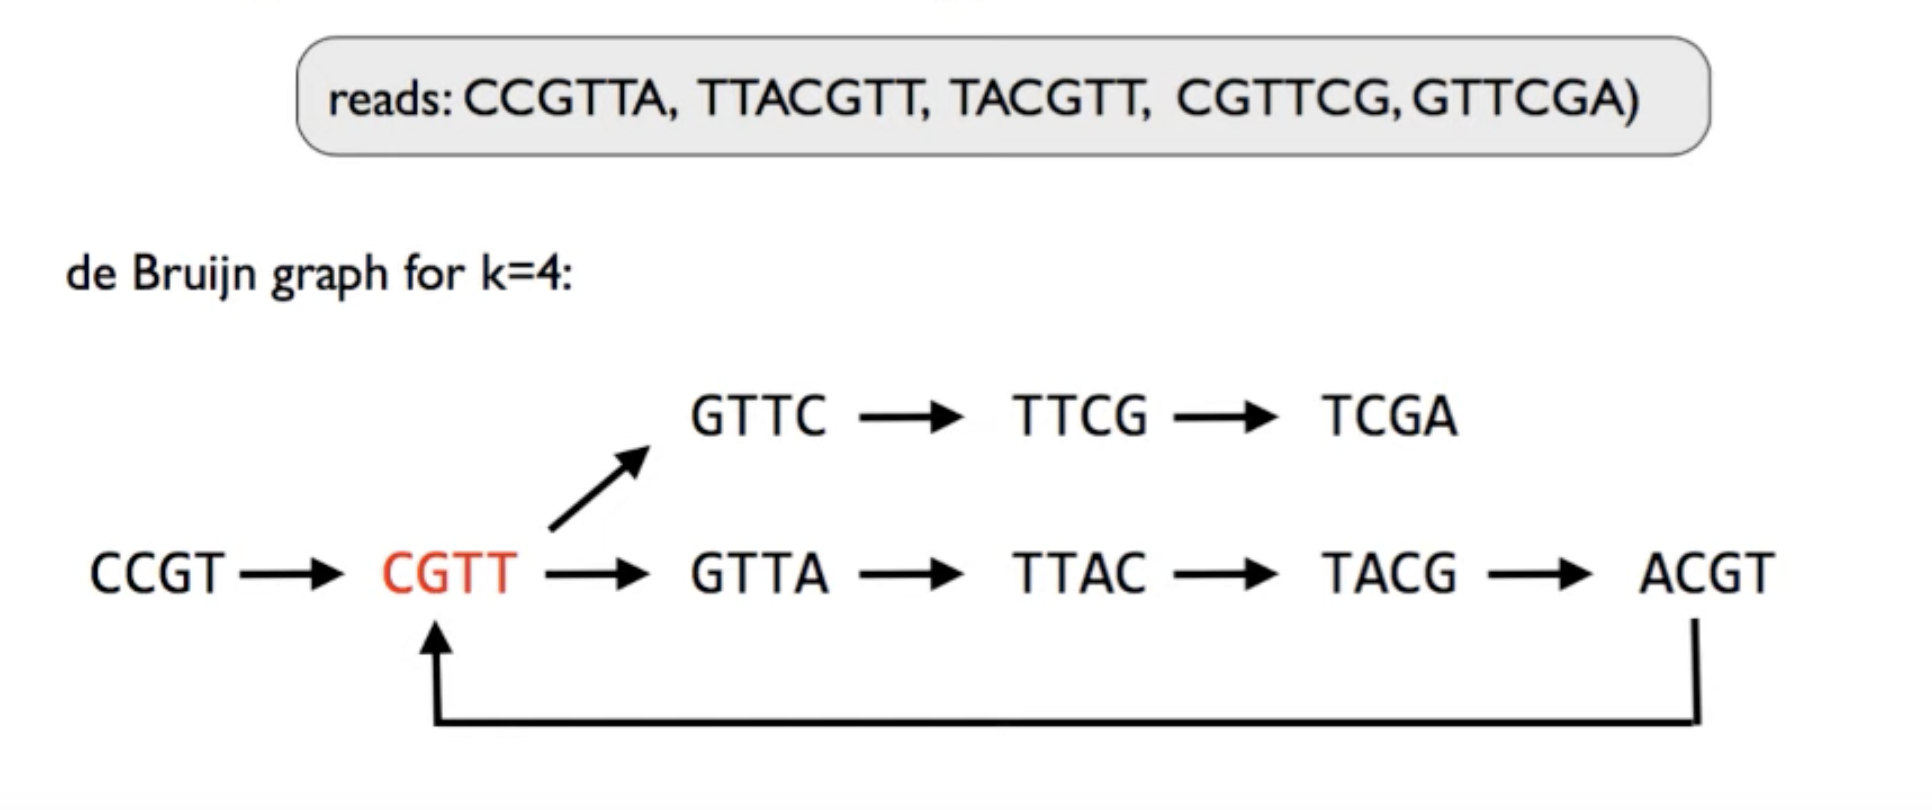 reads: CCGTTA, TTACGTT, TACGTT, CGTTCG, GTTCGA)
de Bruijn graph for k=4:
GTTC TTCG TCGA
CCGT CGTT GTTA TTAC TACG ACGT